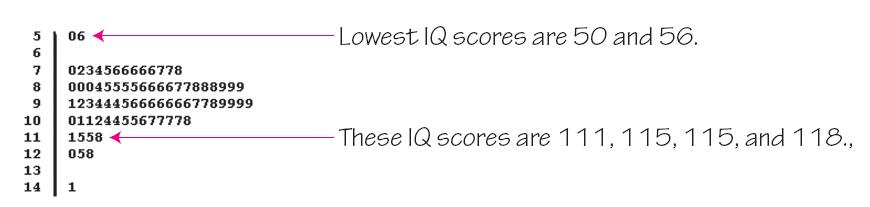 5 | 06 Lowest IQ scores are 50 and 56.
6 |
7 | 0234566666778
8 | 00045555666677888999
9 | 123444566666667789999
10 | 01124455677778
11 | 1558 These IQ scores are 111, 115, 115, and 118.,
12 | 058
13 |
14 | 1